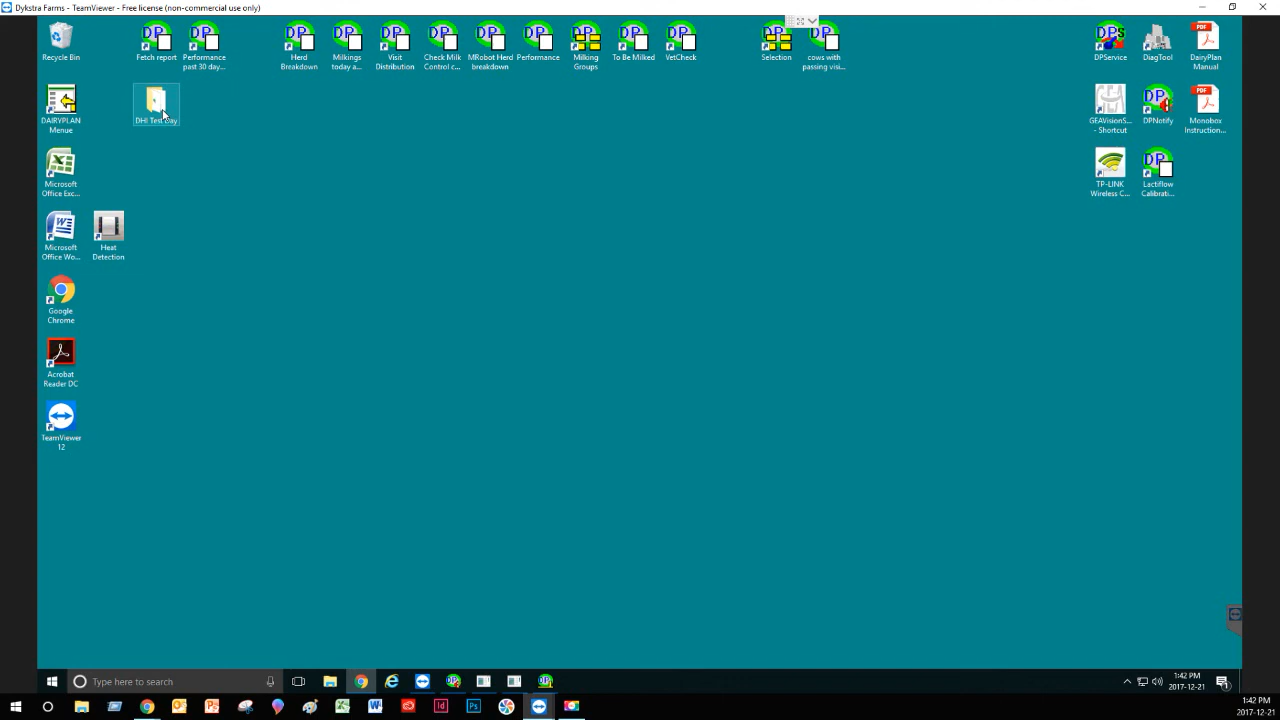 Dykstra Farms - TeamViewer - Free license (non-commercial use only)
Recycle Bin
Fetch report
Performance
past 30 day...
Herd
Breakdown
Milkings
today a...
Visit
Distribution
Check Milk
Control c...
MRobot Herd
breakdown
Performance
Milking
Groups
To Be Milked
VetCheck
Selection
cows with
passing visi...
DPService
DiagTool
DairyPlan
Manual
DAIRYPLAN
Menue
DHI Test Day
GEAVisionS...
- Shortcut
DPNotify
Monobox
Instruction...
Microsoft
Office Exc...
TP-LINK
Wireless C...
Lactiflow
Calibrati...
Microsoft
Office Wo...
Heat
Detection
Google
Chrome
Acrobat
Reader DC
TeamViewer
12
Type here to search
1:42 PM
2017-12-21
1:42 PM
2017-12-21